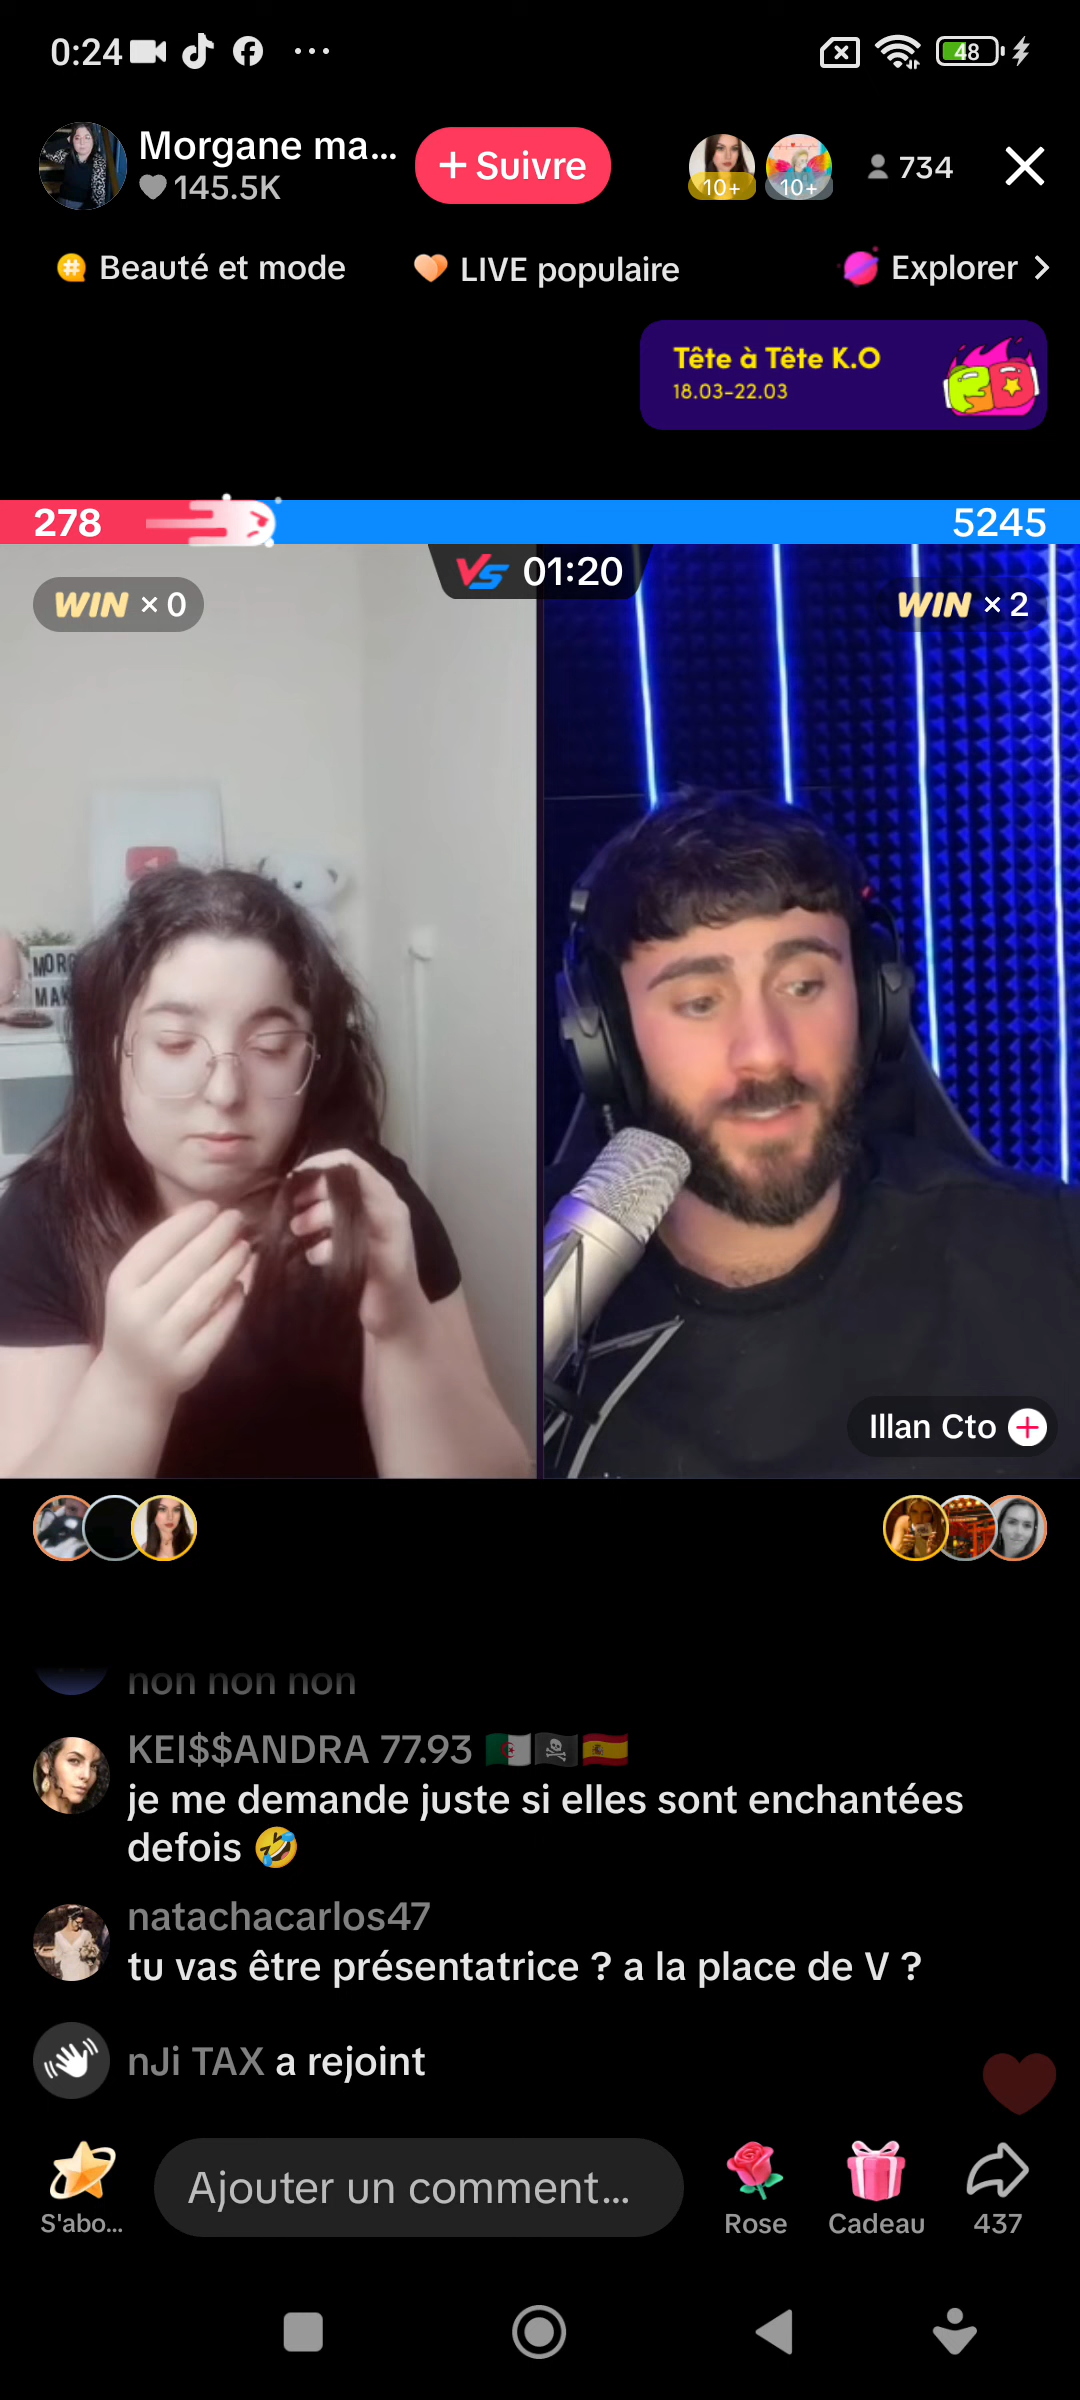 0:24
48
Morgane ma...
145.5K
+ Suivre
10+
10+
734
Beauté et mode
LIVE populaire
Explorer >
Tête à Tête K.O
18.03-22.03
278
5245
VS 01:20
WIN × 0
WIN × 2
MORG
MAK
Illan Cto
non non non
KEI$$ANDRA 77.93 🇩🇿🏴‍☠️🇪🇸
je me demande juste si elles sont enchantées
defois 🤣
natachacarlos47
tu vas être présentatrice ? a la place de V ?
nJi TAX a rejoint
S'abo...
Ajouter un comment...
Rose
Cadeau
437